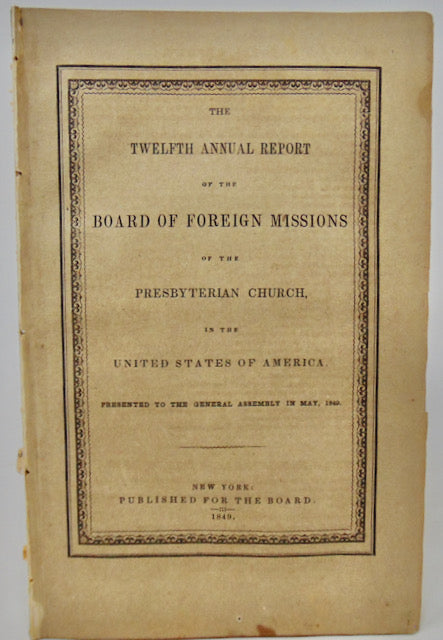 THE
TWELFTH ANNUAL REPORT
OF THE
BOARD OF FOREIGN MISSIONS
OF THE
PRESBYTERIAN CHURCH,
IN THE
UNITED STATES OF AMERICA.
PRESENTED TO THE GENERAL ASSEMBLY IN MAY, 1849.
NEW YORK:
PUBLISHED FOR THE BOARD.
1849.